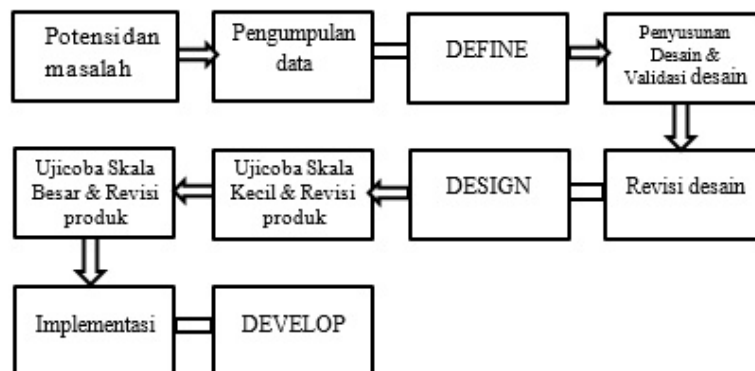 Potensi dan
masalah
Pengumpulan
data
DEFINE
Penyusunan
Desain &
Validasi desain
Ujicoba Skala
Besar & Revisi
produk
Ujicoba Skala
Kecil & Revisi
produk
DESIGN
Revisi desain
Implementasi
DEVELOP